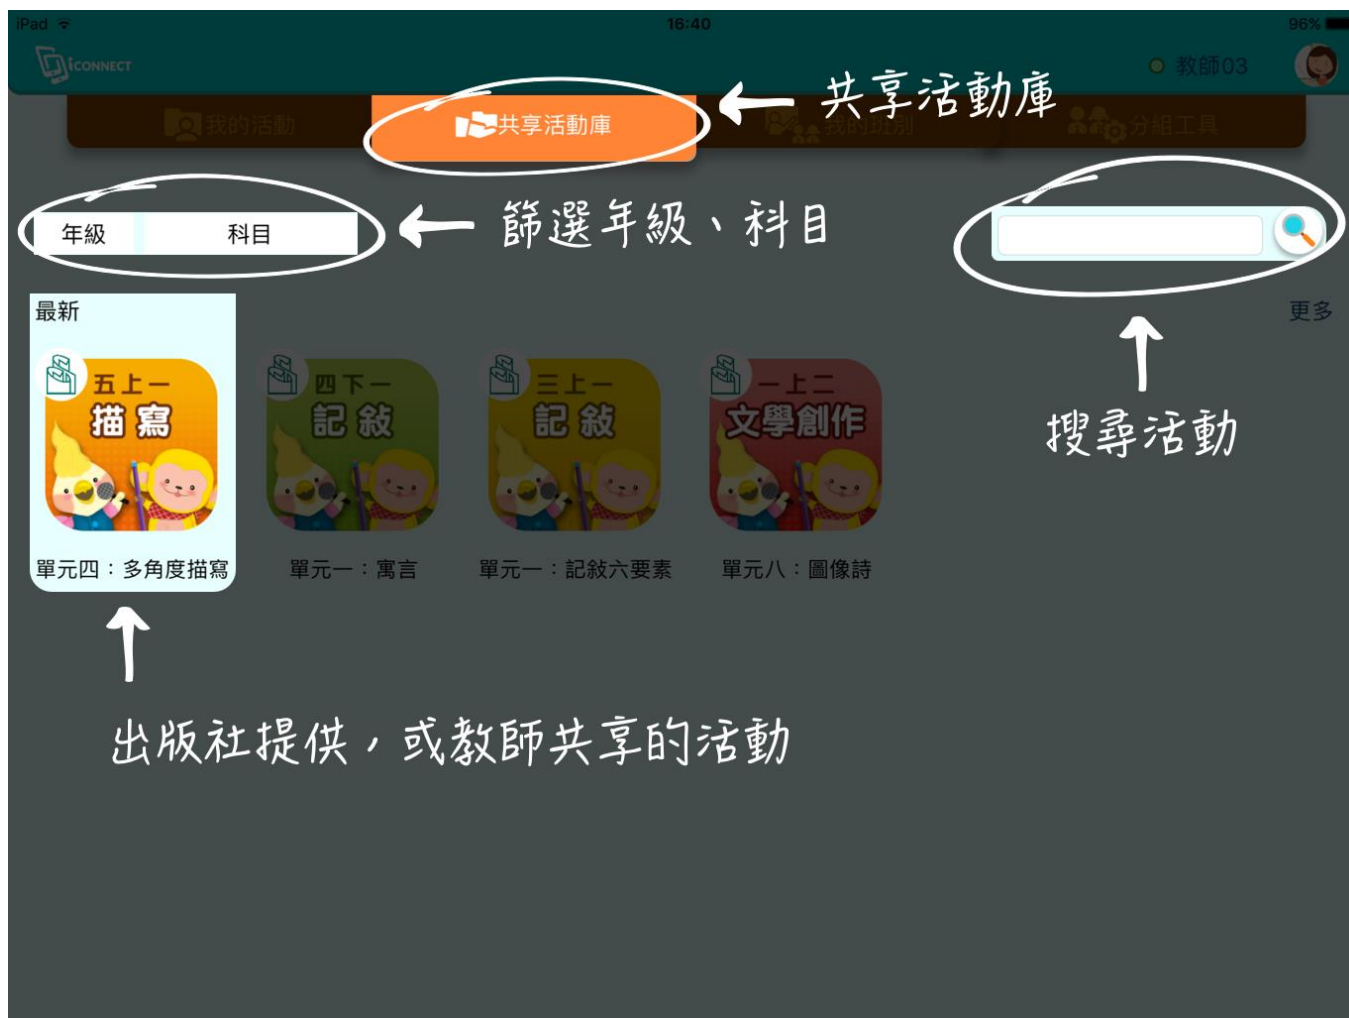 iPad 16:40 96%
iCONNECT 教師03
我的活動 共享活動庫 我的班別 分組工具
共享活動庫
年級 科目
篩選年級、科目
最新 更多
搜尋活動
五上一 四下一 三上一 一上二
描寫 記敍 記敍 文學創作
單元四：多角度描寫 單元一：寓言 單元一：記敍六要素 單元八：圖像詩
出版社提供，或教師共享的活動